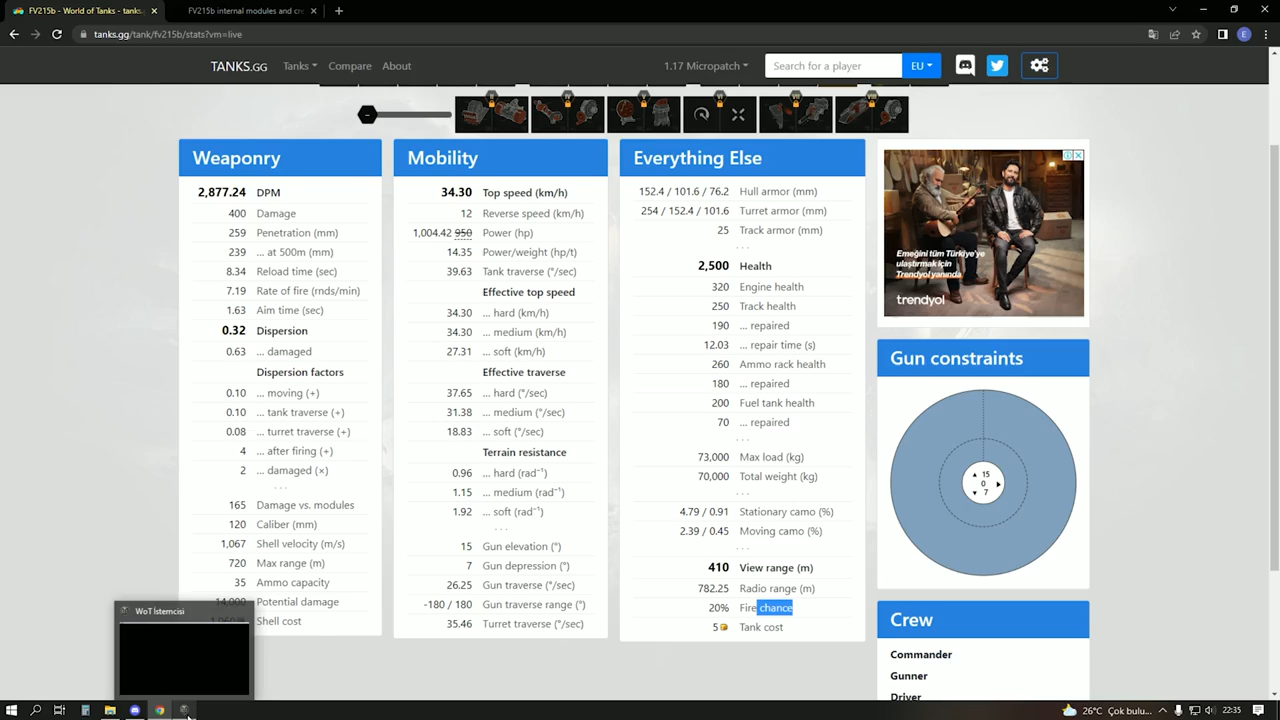 FV215b - World of Tanks - tanks.
FV215b internal modules and cre
tanks.gg/tank/fv215b/stats?vm=live
E
TANKS.GG
Tanks
Compare
About
1.17 Micropatch
Search for a player
EU
II
IV
V
VI
VII
VIII
Weaponry
2,877.24 DPM
400 Damage
259 Penetration (mm)
239 ... at 500m (mm)
8.34 Reload time (sec)
7.19 Rate of fire (rnds/min)
1.63 Aim time (sec)
0.32 Dispersion
0.63 ... damaged
Dispersion factors
0.10 ... moving (+)
0.10 ... tank traverse (+)
0.08 ... turret traverse (+)
4 ... after firing (+)
2 ... damaged (×)
...
165 Damage vs. modules
120 Caliber (mm)
1,067 Shell velocity (m/s)
720 Max range (m)
35 Ammo capacity
14,000 Potential damage
Shell cost
Mobility
34.30 Top speed (km/h)
12 Reverse speed (km/h)
1,004.42 950 Power (hp)
14.35 Power/weight (hp/t)
39.63 Tank traverse (°/sec)
Effective top speed
34.30 ... hard (km/h)
34.30 ... medium (km/h)
27.31 ... soft (km/h)
Effective traverse
37.65 ... hard (°/sec)
31.38 ... medium (°/sec)
18.83 ... soft (°/sec)
Terrain resistance
0.96 ... hard (rad⁻¹)
1.15 ... medium (rad⁻¹)
1.92 ... soft (rad⁻¹)
...
15 Gun elevation (°)
7 Gun depression (°)
26.25 Gun traverse (°/sec)
-180 / 180 Gun traverse range (°)
35.46 Turret traverse (°/sec)
Everything Else
152.4 / 101.6 / 76.2 Hull armor (mm)
254 / 152.4 / 101.6 Turret armor (mm)
25 Track armor (mm)
...
2,500 Health
320 Engine health
250 Track health
190 ... repaired
12.03 ... repair time (s)
260 Ammo rack health
180 ... repaired
200 Fuel tank health
70 ... repaired
...
73,000 Max load (kg)
70,000 Total weight (kg)
...
4.79 / 0.91 Stationary camo (%)
2.39 / 0.45 Moving camo (%)
...
410 View range (m)
782.25 Radio range (m)
20% Fire chance
5 Tank cost
Emeğini tüm Türkiye'ye
ulaştırmak için
Trendyol yanında
trendyol
Gun constraints
15
0
7
Crew
Commander
Gunner
Driver
WoT İstemcisi
26°C Çok bulu...
22:35